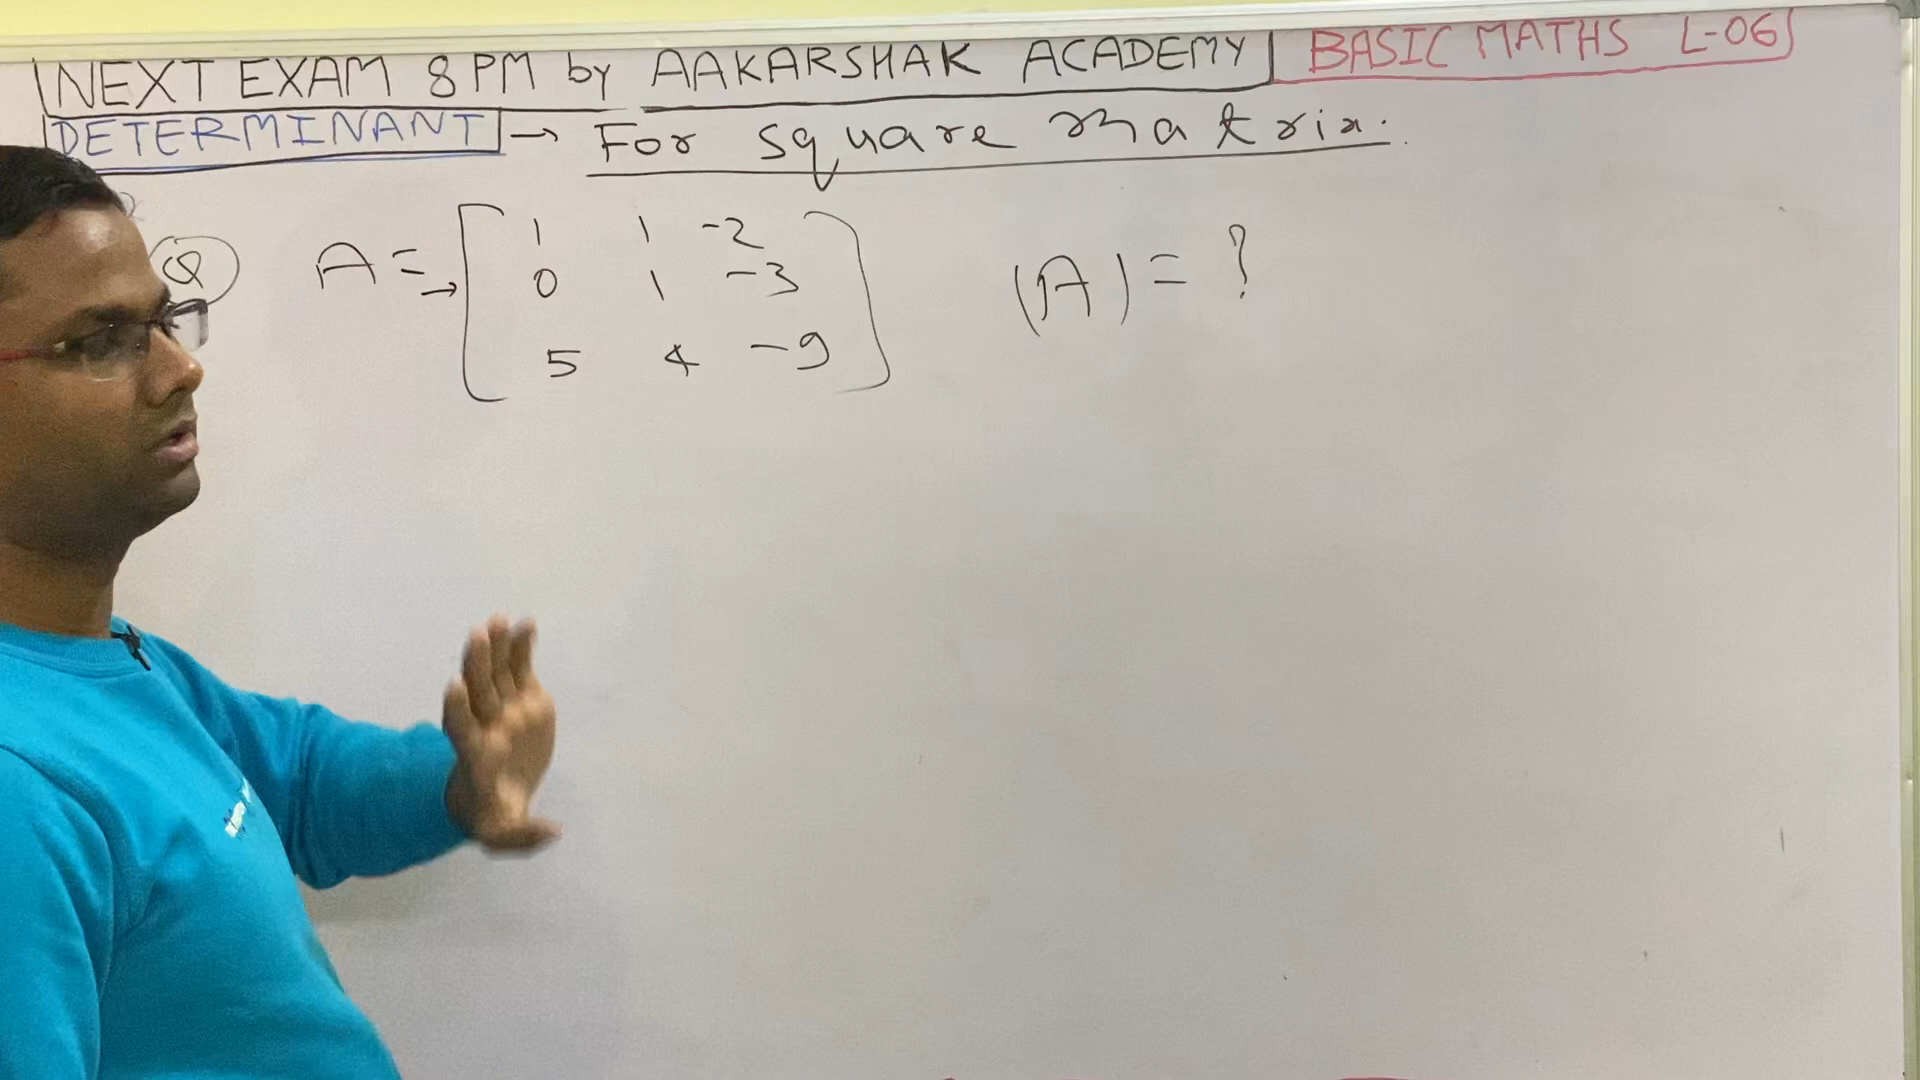 NEXT EXAM 8 PM by AAKARSHAK ACADEMY BASIC MATHS L-06
DETERMINANT → For square matrix.
Q A = → [ 1 1 -2
0 1 -3
5 4 -9 ] |A| = ?